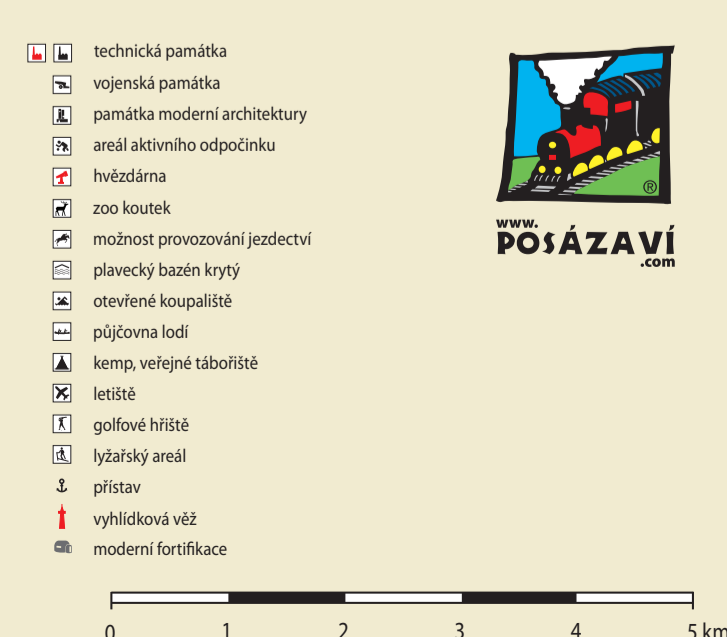 technická památka
vojenská památka
památka moderní architektury
areál aktivního odpočinku
hvězdárna
zoo koutek
možnost provozování jezdectví
plavecký bazén krytý
otevřené koupaliště
půjčovna lodí
kemp, veřejné tábořiště
letiště
golfové hřiště
lyžařský areál
přístav
vyhlídková věž
moderní fortifikace
®
www.
POSÁZAVÍ
.com
0 1 2 3 4 5 km